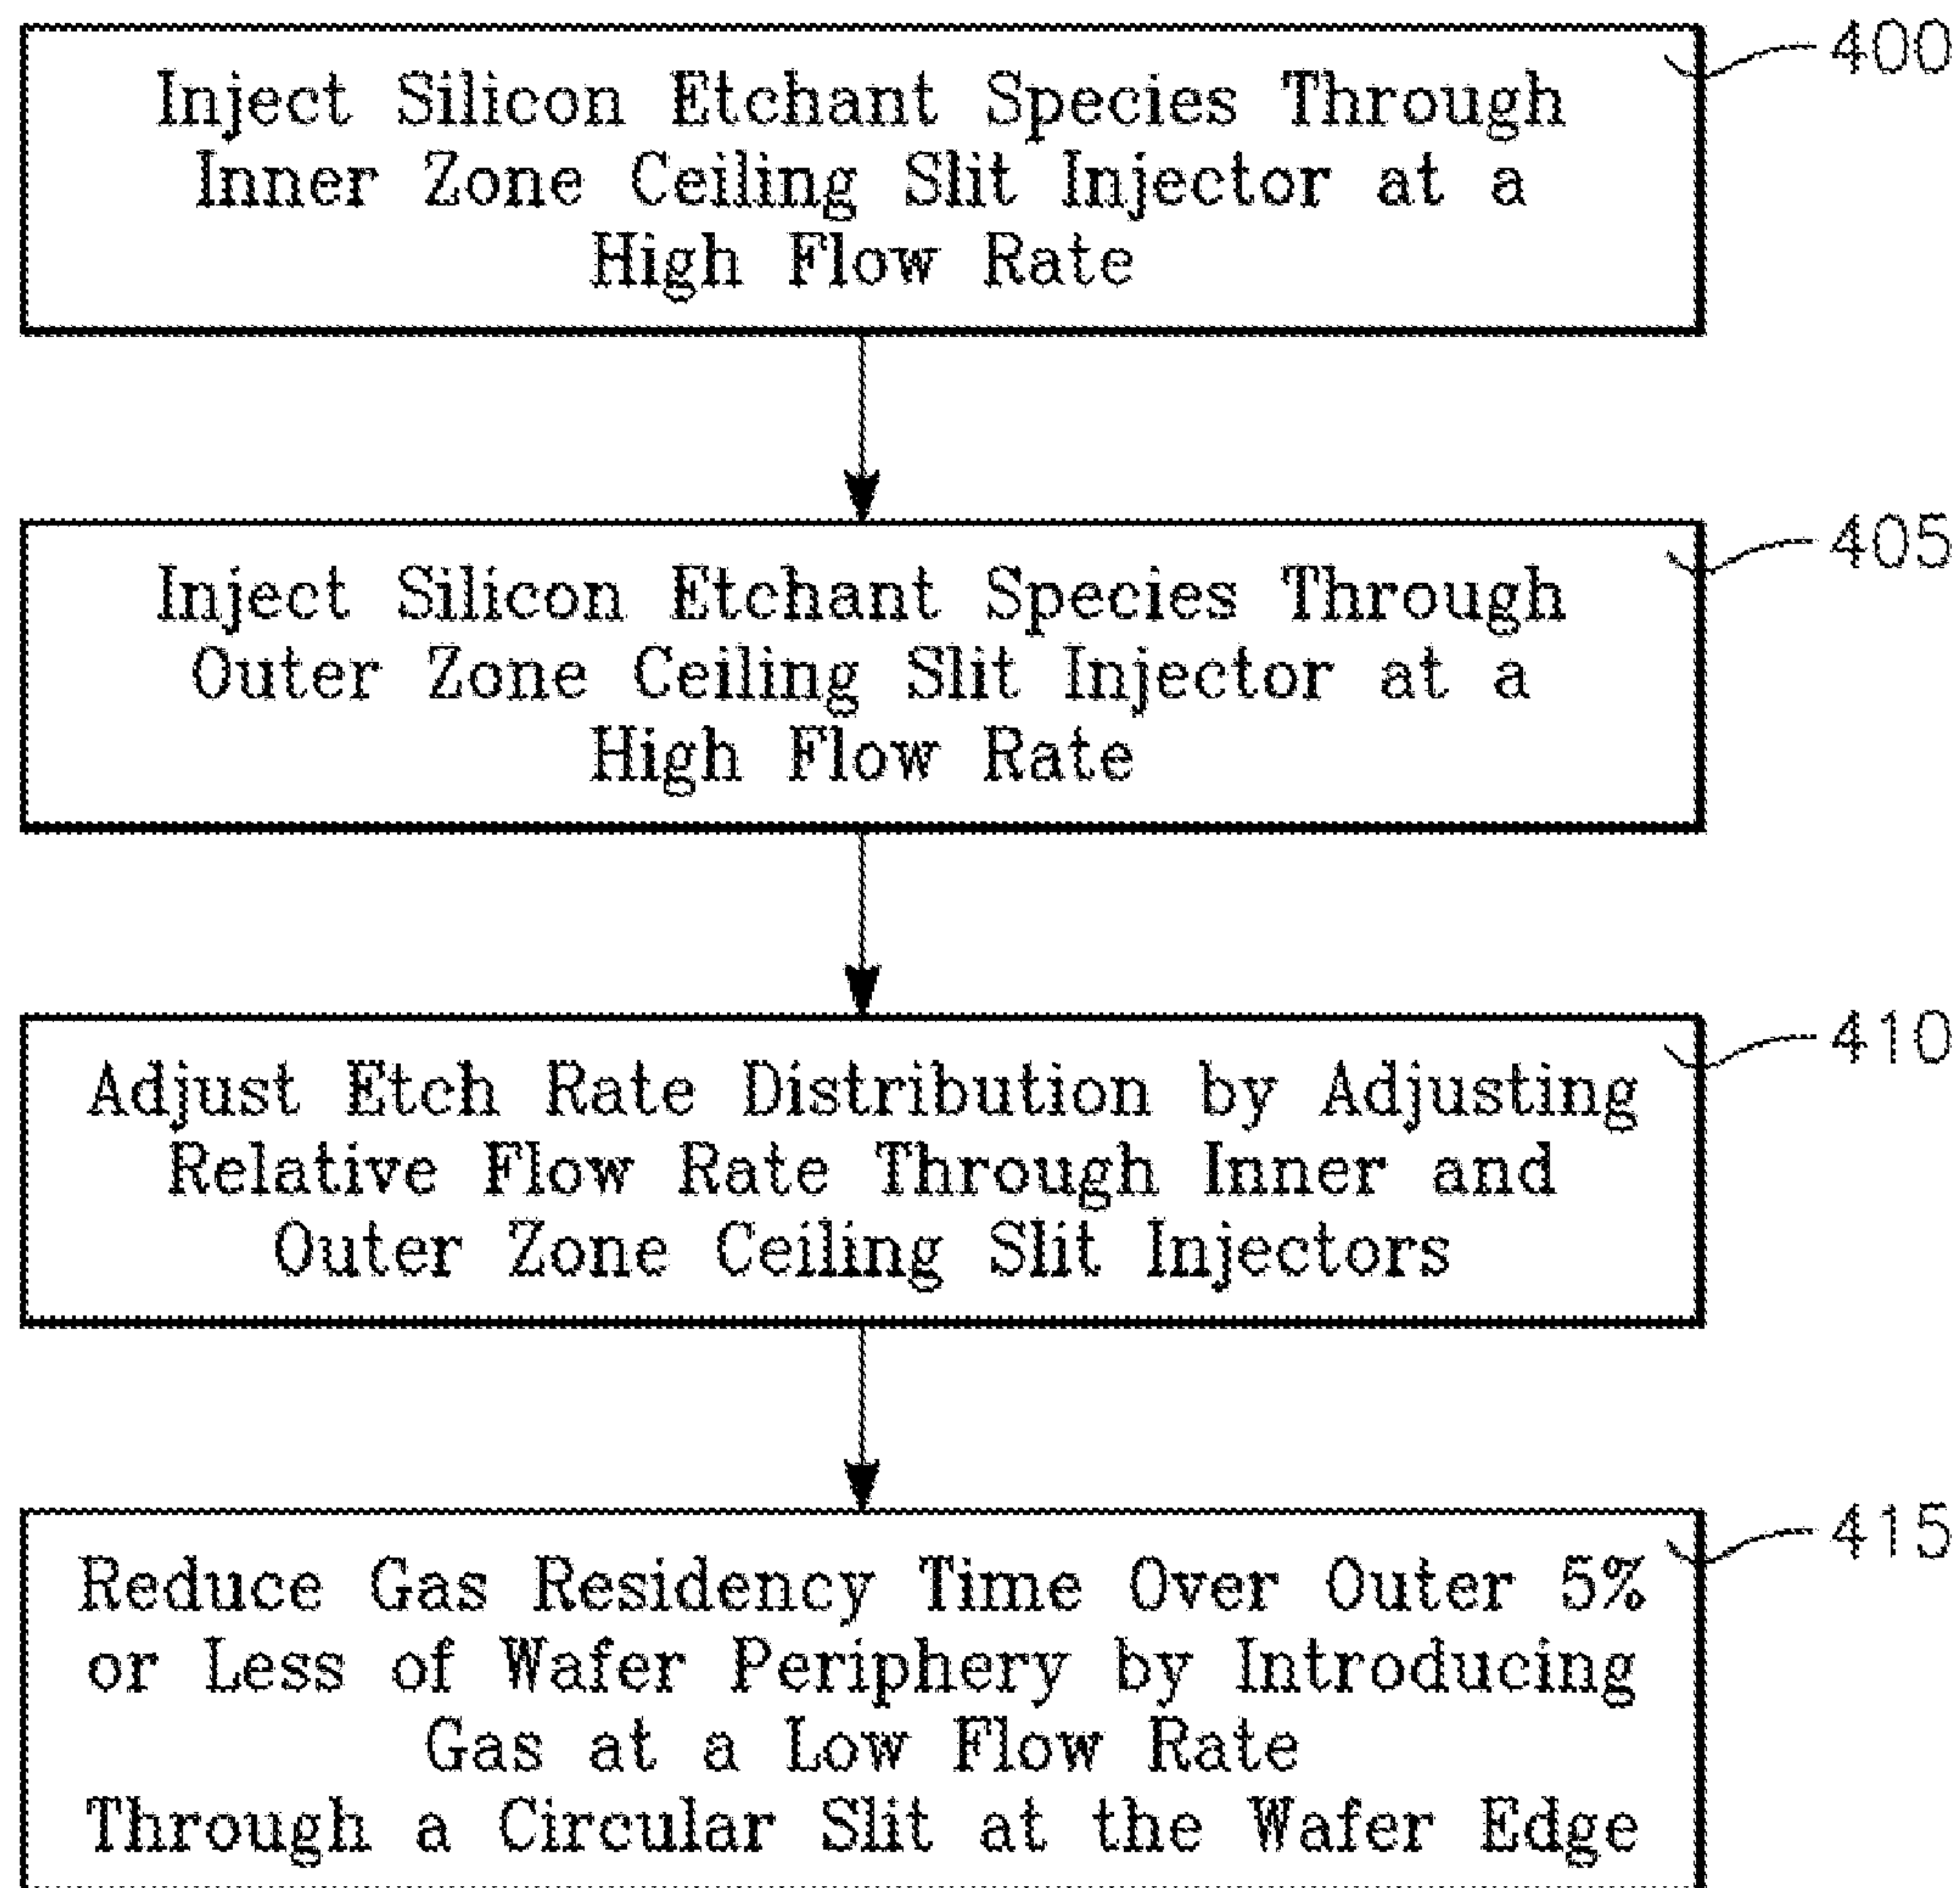 400
Inject Silicon Etchant Species Through
Inner Zone Ceiling Slit Injector at a
High Flow Rate
405
Inject Silicon Etchant Species Through
Outer Zone Ceiling Slit Injector at a
High Flow Rate
410
Adjust Etch Rate Distribution by Adjusting
Relative Flow Rate Through Inner and
Outer Zone Ceiling Slit Injectors
415
Reduce Gas Residency Time Over Outer 5%
or Less of Wafer Periphery by Introducing
Gas at a Low Flow Rate
Through a Circular Slit at the Wafer Edge